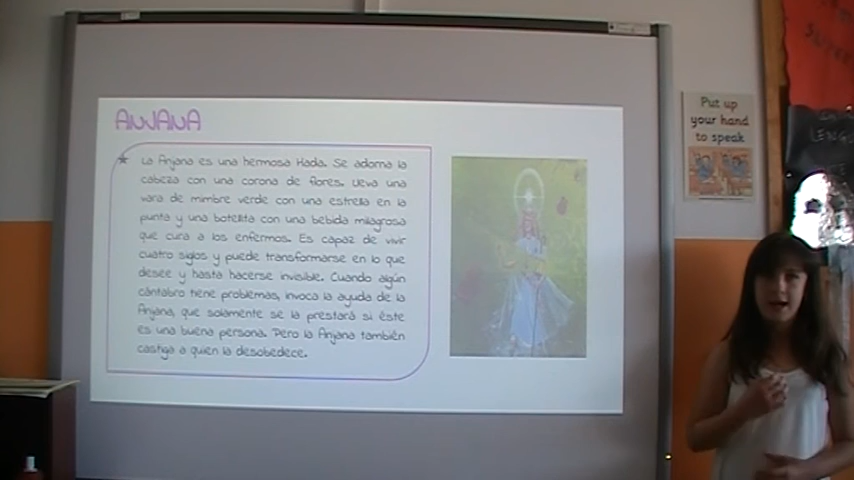 ANJANA
★ La Anjana es una hermosa Hada. Se adorna la
cabeza con una corona de flores. Lleva una
vara de mimbre verde con una estrella en la
punta y una botellita con una bebida milagrosa
que cura a los enfermos. Es capaz de vivir
cuatro siglos y puede transformarse en lo que
desee y hasta hacerse invisible. Cuando algún
cántabro tiene problemas, invoca la ayuda de la
Anjana, que solamente se la prestará si éste
es una buena persona. Pero la Anjana también
castiga a quien la desobedece.
Put up
your hand
to speak